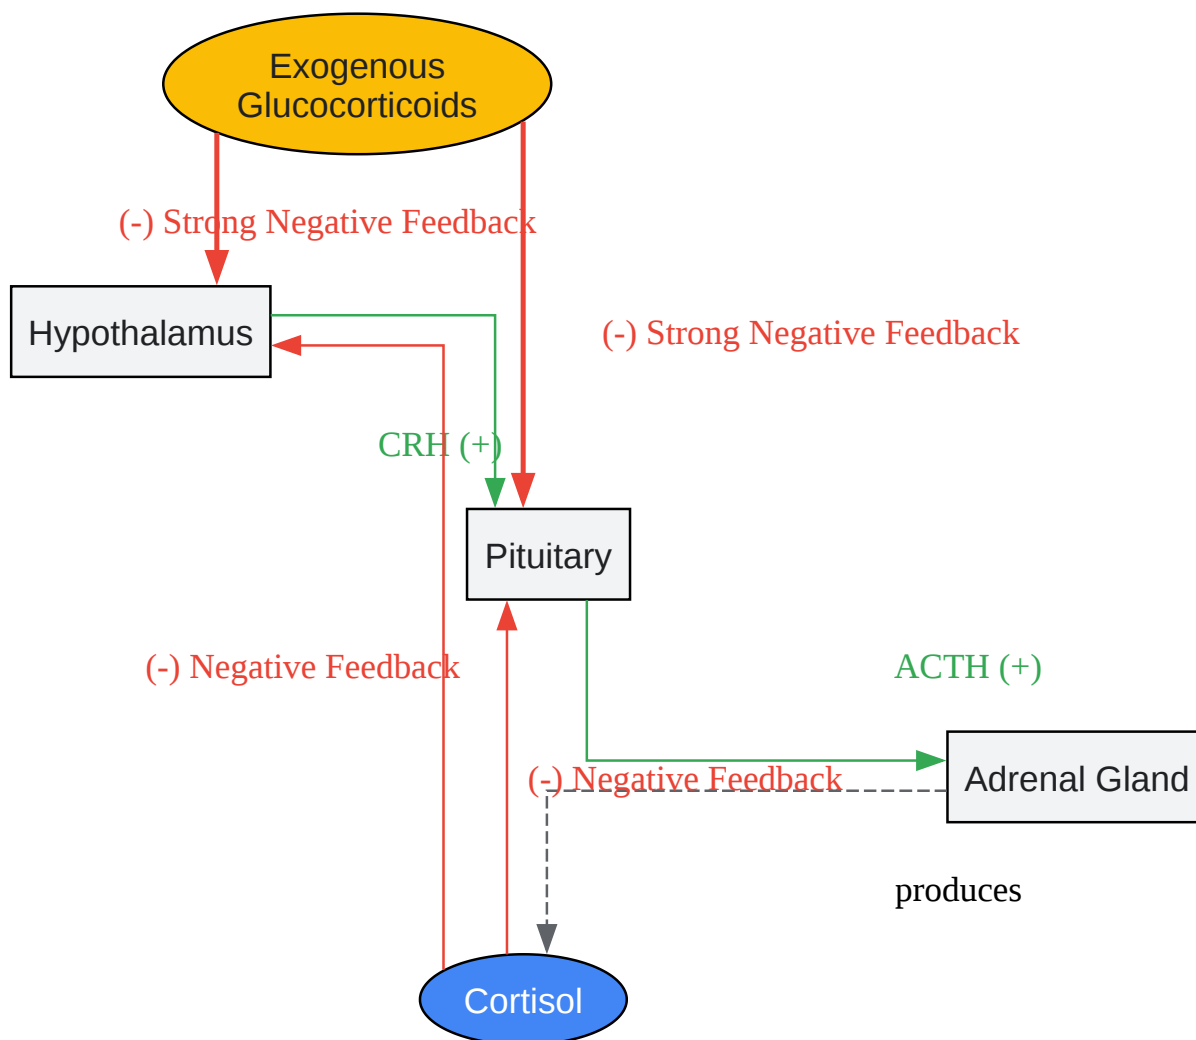 Exogenous
Glucocorticoids
(-) Strong Negative Feedback
Hypothalamus
(-) Strong Negative Feedback
CRH (+)
Pituitary
(-) Negative Feedback
ACTH (+)
(-) Negative Feedback
Adrenal Gland
produces
Cortisol